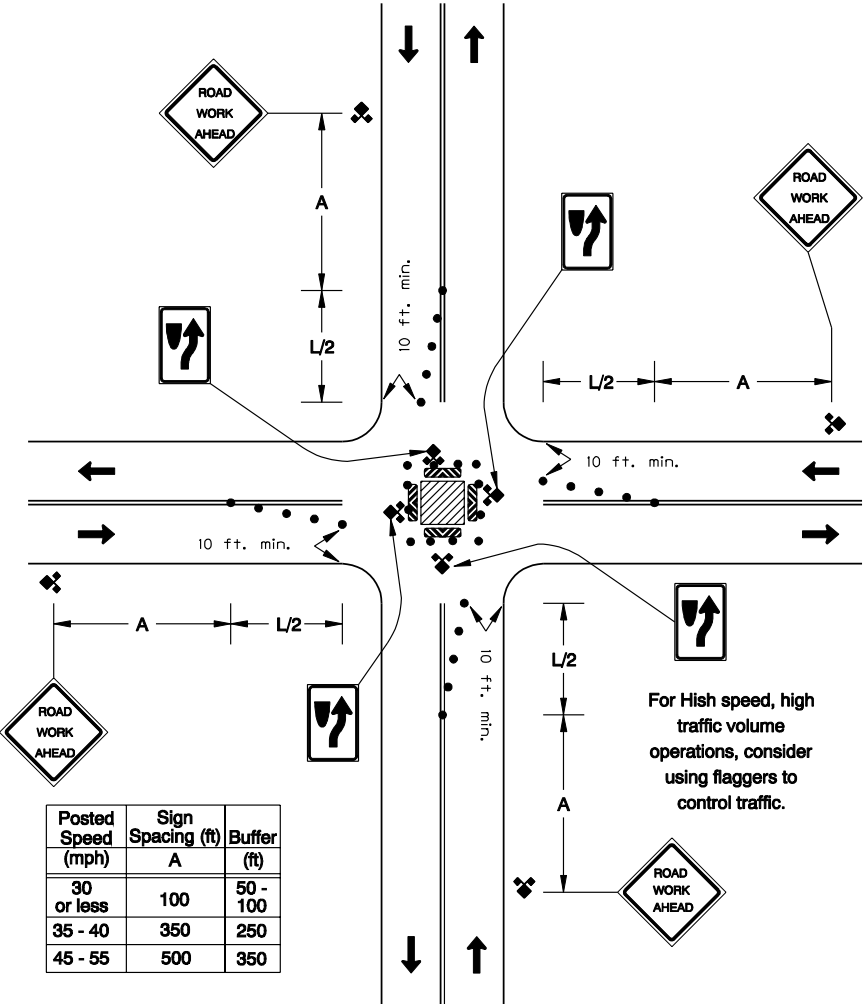 ROAD
WORK
AHEAD
A
L/2
10 ft. min.
ROAD
WORK
AHEAD
L/2
A
10 ft. min.
10 ft. min.
A
L/2
ROAD
WORK
AHEAD
10 ft. min.
L/2
A
For Hish speed, high
traffic volume
operations, consider
using flaggers to
control traffic.
ROAD
WORK
AHEAD
Posted Speed (mph) Sign Spacing (ft) A Buffer (ft)
30 or less 100 50 - 100
35 - 40 350 250
45 - 55 500 350